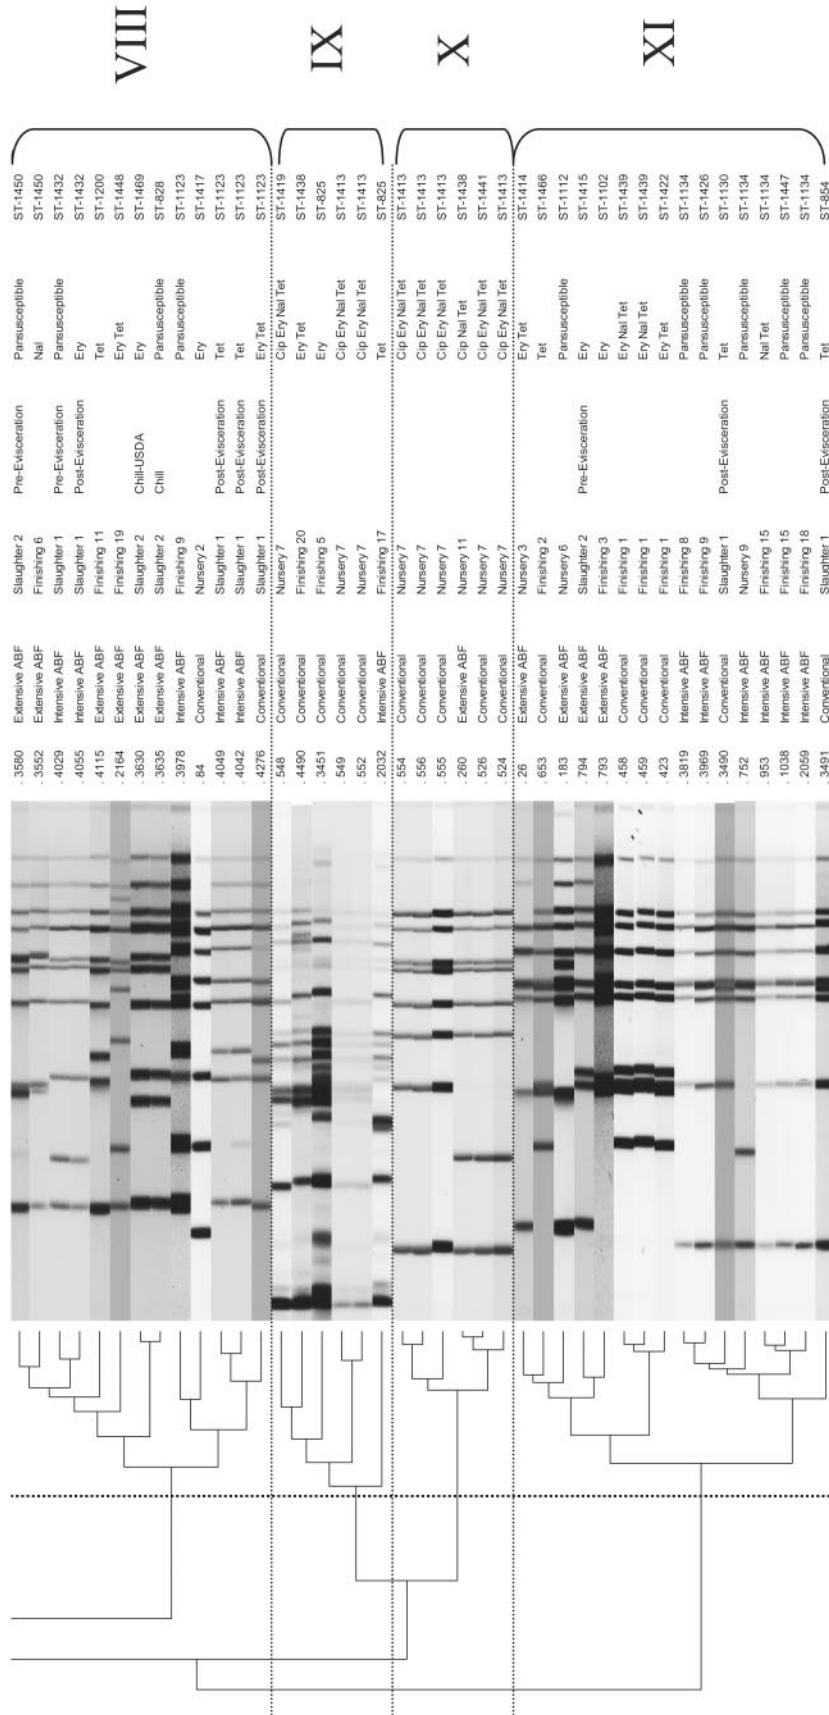 3580 Extensive ABF Slaughter 2 Pre-Evisceration Pansusceptible ST-1450
3552 Extensive ABF Finishing 6 Nal ST-1450
4029 Intensive ABF Slaughter 1 Pre-Evisceration Pansusceptible ST-1432
4055 Intensive ABF Slaughter 1 Post-Evisceration Ery ST-1432
4115 Extensive ABF Finishing 11 Tet ST-1200
2164 Extensive ABF Finishing 19 Ery Tet ST-1448
3630 Extensive ABF Slaughter 2 Chill-USDA Ery ST-1469
3635 Extensive ABF Slaughter 2 Chill Pansusceptible ST-828
3978 Intensive ABF Finishing 9 Pansusceptible ST-1123
84 Conventional Nursery 2 Ery ST-1417
4049 Intensive ABF Slaughter 1 Post-Evisceration Tet ST-1123
4042 Intensive ABF Slaughter 1 Post-Evisceration Tet ST-1123
4276 Conventional Slaughter 1 Post-Evisceration Ery Tet ST-1123
VIII
548 Conventional Nursery 7 Cip Ery Nal Tet ST-1419
4490 Conventional Finishing 20 Ery Tet ST-1438
3451 Conventional Finishing 5 Ery ST-825
549 Conventional Nursery 7 Cip Ery Nal Tet ST-1413
552 Conventional Nursery 7 Cip Ery Nal Tet ST-1413
2032 Intensive ABF Finishing 17 Tet ST-825
IX
554 Conventional Nursery 7 Cip Ery Nal Tet ST-1413
556 Conventional Nursery 7 Cip Ery Nal Tet ST-1413
555 Conventional Nursery 7 Cip Ery Nal Tet ST-1413
260 Extensive ABF Nursery 11 Cip Nal Tet ST-1438
526 Conventional Nursery 7 Cip Ery Nal Tet ST-1441
524 Conventional Nursery 7 Cip Ery Nal Tet ST-1413
X
26 Extensive ABF Nursery 3 Ery Tet ST-1414
653 Conventional Finishing 2 Tet ST-1466
183 Extensive ABF Nursery 6 Pansusceptible ST-1112
794 Extensive ABF Slaughter 2 Pre-Evisceration Ery ST-1415
793 Extensive ABF Finishing 3 Ery ST-1102
458 Conventional Finishing 1 Ery Nal Tet ST-1439
459 Conventional Finishing 1 Ery Nal Tet ST-1439
423 Conventional Finishing 1 Ery Tet ST-1422
3819 Intensive ABF Finishing 8 Pansusceptible ST-1134
3969 Intensive ABF Finishing 9 Pansusceptible ST-1426
3490 Conventional Slaughter 1 Post-Evisceration Tet ST-1130
752 Intensive ABF Nursery 9 Pansusceptible ST-1134
953 Intensive ABF Finishing 15 Nal Tet ST-1134
1038 Intensive ABF Finishing 15 Pansusceptible ST-1447
2059 Intensive ABF Finishing 18 Pansusceptible ST-1134
3491 Conventional Slaughter 1 Post-Evisceration Tet ST-854
XI